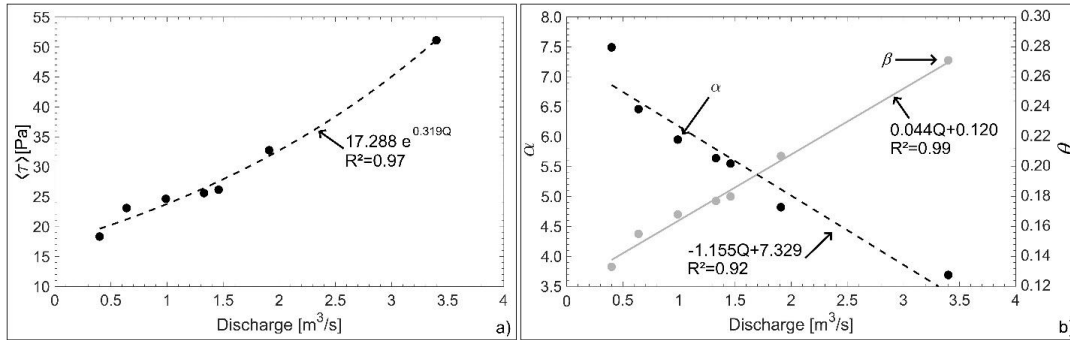 55
50
45
40
35
30
25
20
15
10
⟨τ⟩ [Pa]
17.288 e^0.319Q
R²=0.97
0 0.5 1 1.5 2 2.5 3 3.5 4
Discharge [m³/s]
a)
8.0
7.5
7.0
6.5
6.0
5.5
5.0
4.5
4.0
3.5
α
α
β
0.044Q+0.120
R²=0.99
-1.155Q+7.329
R²=0.92
0 0.5 1 1.5 2 2.5 3 3.5 4
Discharge [m³/s]
0.30
0.28
0.26
0.24
0.22
0.20
0.18
0.16
0.14
0.12
θ
b)